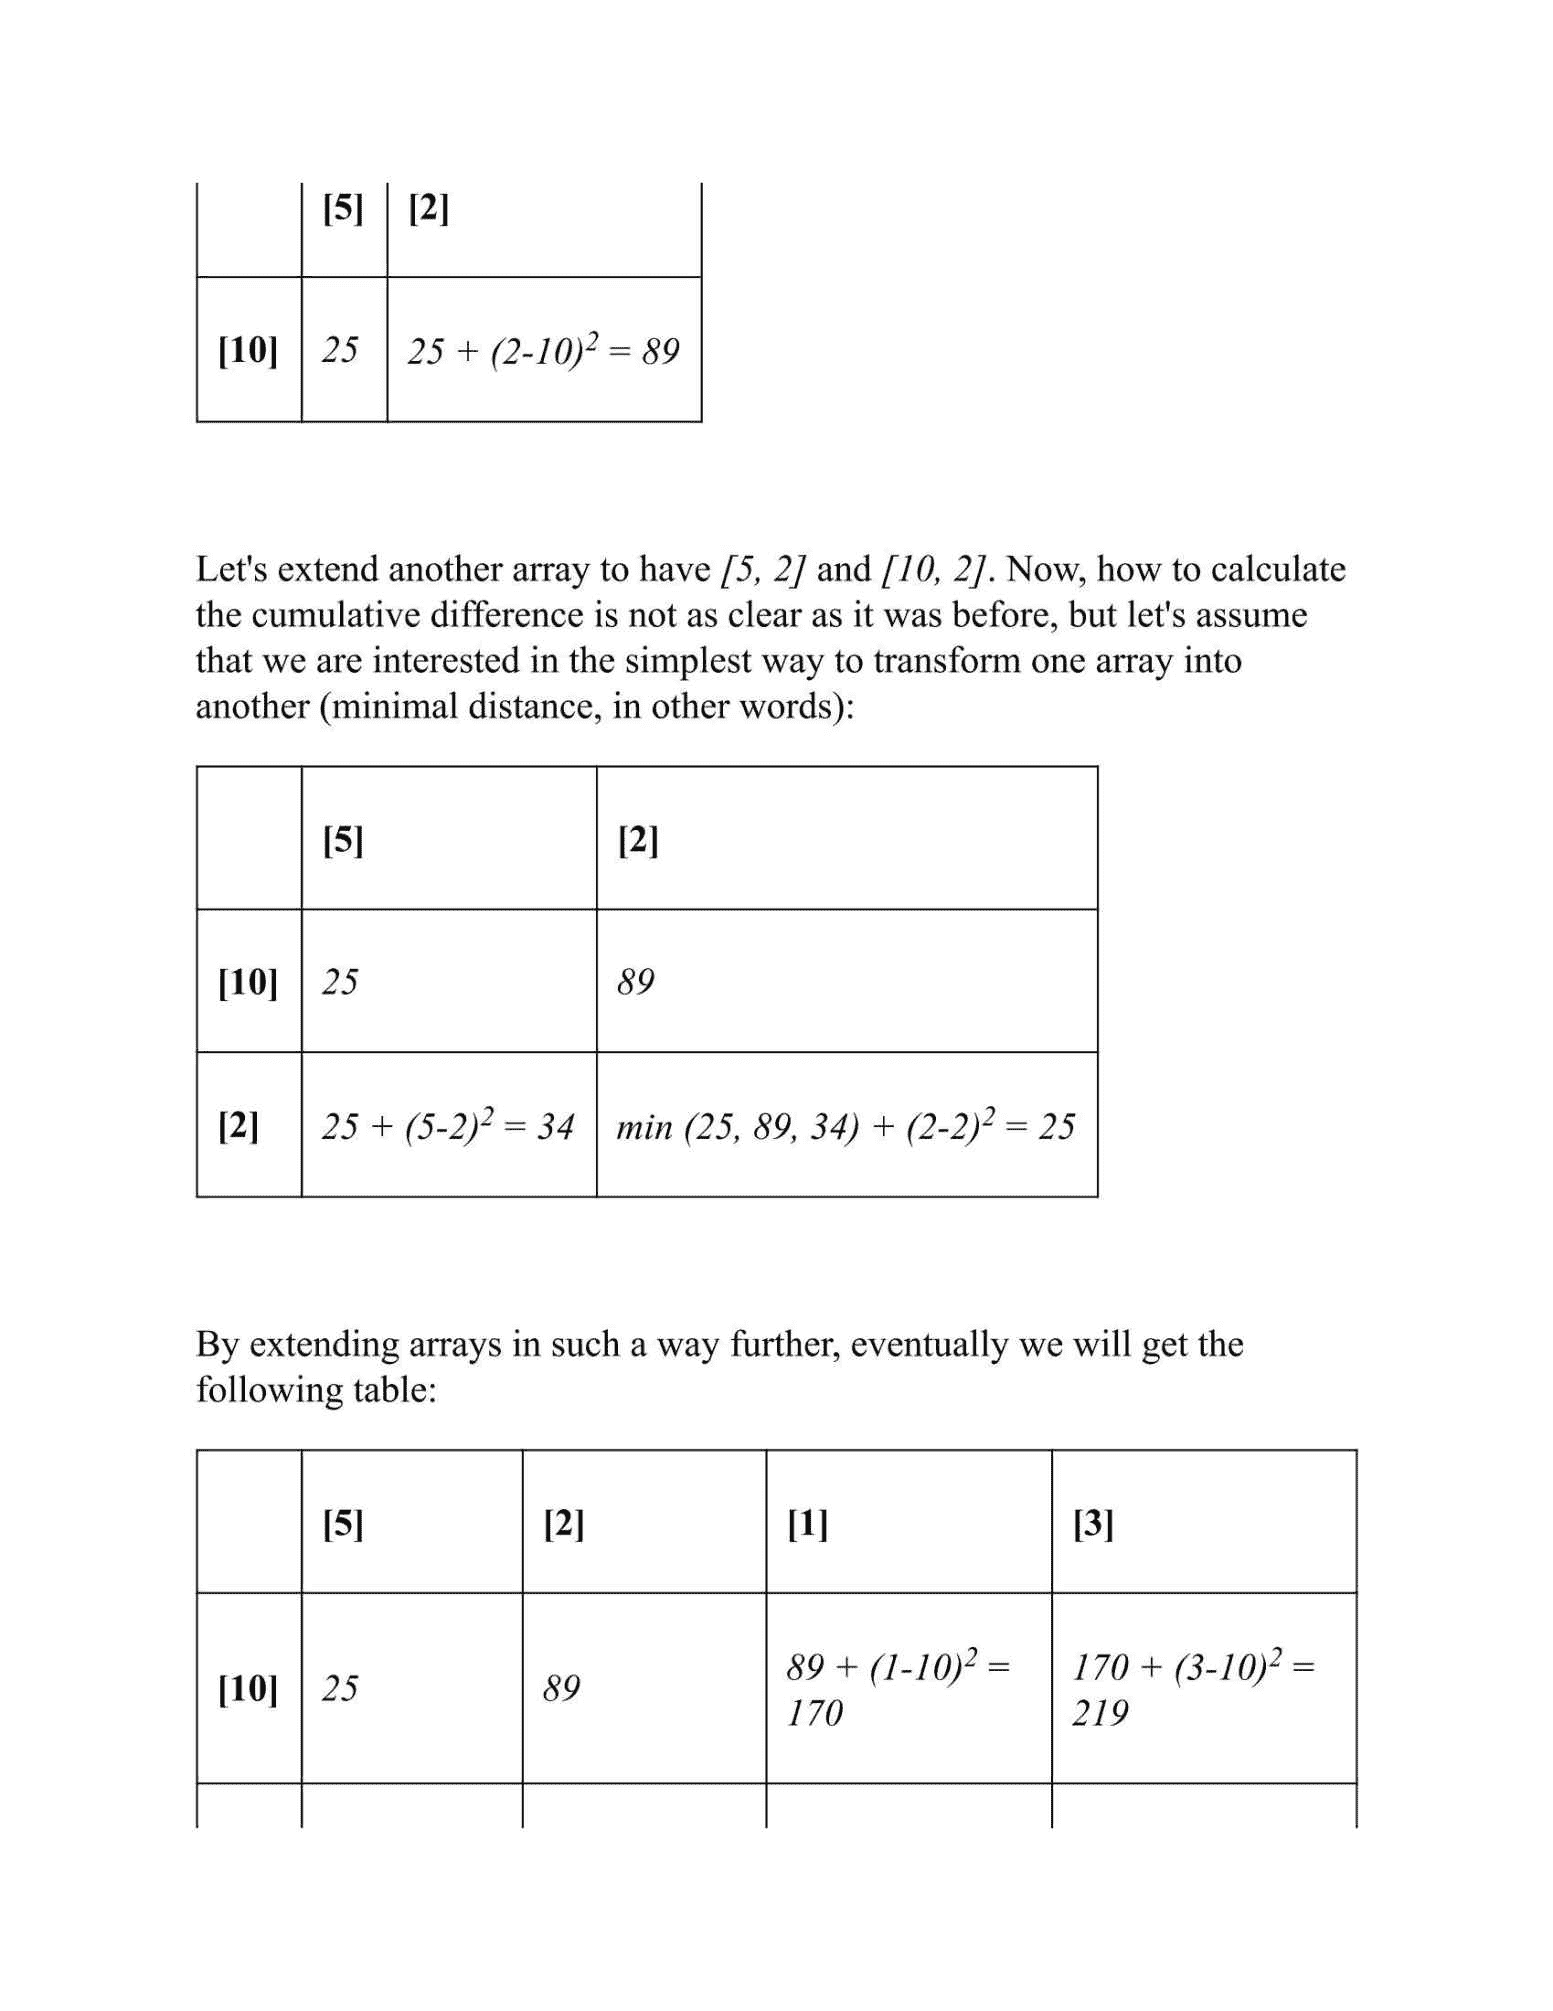 [5] [2]
[10] 25 25 + (2-10)² = 89
Let's extend another array to have [5, 2] and [10, 2]. Now, how to calculate
the cumulative difference is not as clear as it was before, but let's assume
that we are interested in the simplest way to transform one array into
another (minimal distance, in other words):
[5] [2]
[10] 25 89
[2] 25 + (5-2)² = 34 min (25, 89, 34) + (2-2)² = 25
By extending arrays in such a way further, eventually we will get the
following table:
[5] [2] [1] [3]
[10] 25 89 89 + (1-10)² = 170 170 + (3-10)² = 219